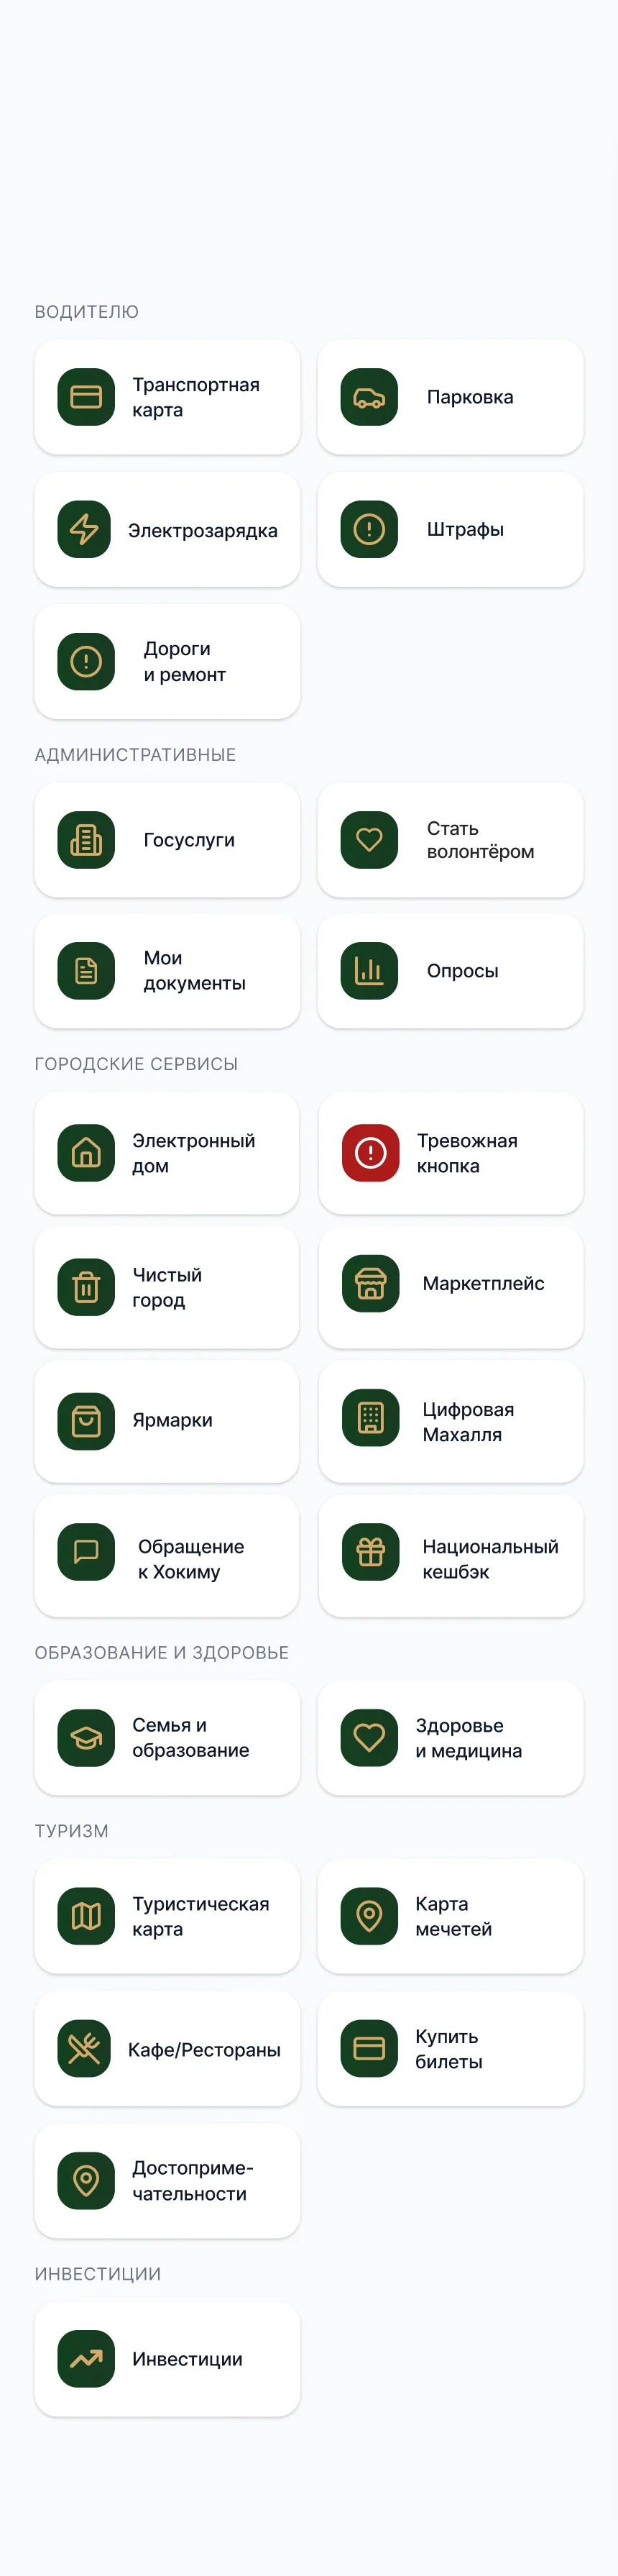 ВОДИТЕЛЮ
Транспортная
карта
Парковка
Электрозарядка
Штрафы
Дороги
и ремонт
АДМИНИСТРАТИВНЫЕ
Госуслуги
Стать
волонтёром
Мои
документы
Опросы
ГОРОДСКИЕ СЕРВИСЫ
Электронный
дом
Тревожная
кнопка
Чистый
город
Маркетплейс
Ярмарки
Цифровая
Махалля
Обращение
к Хокиму
Национальный
кешбэк
ОБРАЗОВАНИЕ И ЗДОРОВЬЕ
Семья и
образование
Здоровье
и медицина
ТУРИЗМ
Туристическая
карта
Карта
мечетей
Кафе/Рестораны
Купить
билеты
Достоприме-
чательности
ИНВЕСТИЦИИ
Инвестиции